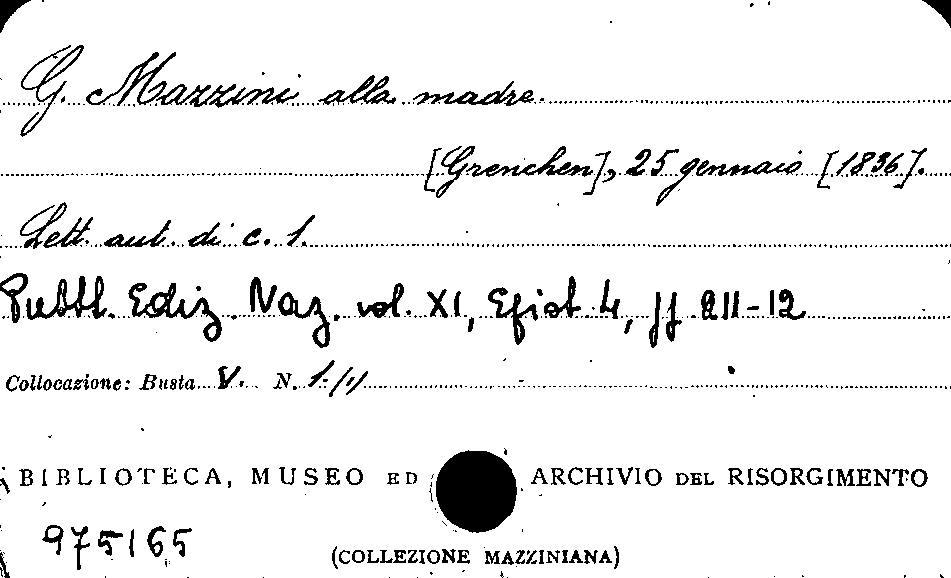 G. Mazzini alla madre.
[Grenchen], 25 gennaio [1836].
Lett. aut. di c. 1.
Pubbl. Ediz. Naz. vol. XI, Epist. 4, pp. 211-12
Collocazione: Busta V. N. 1.
BIBLIOTECA, MUSEO ED ARCHIVIO DEL RISORGIMENTO
975165
(COLLEZIONE MAZZINIANA)